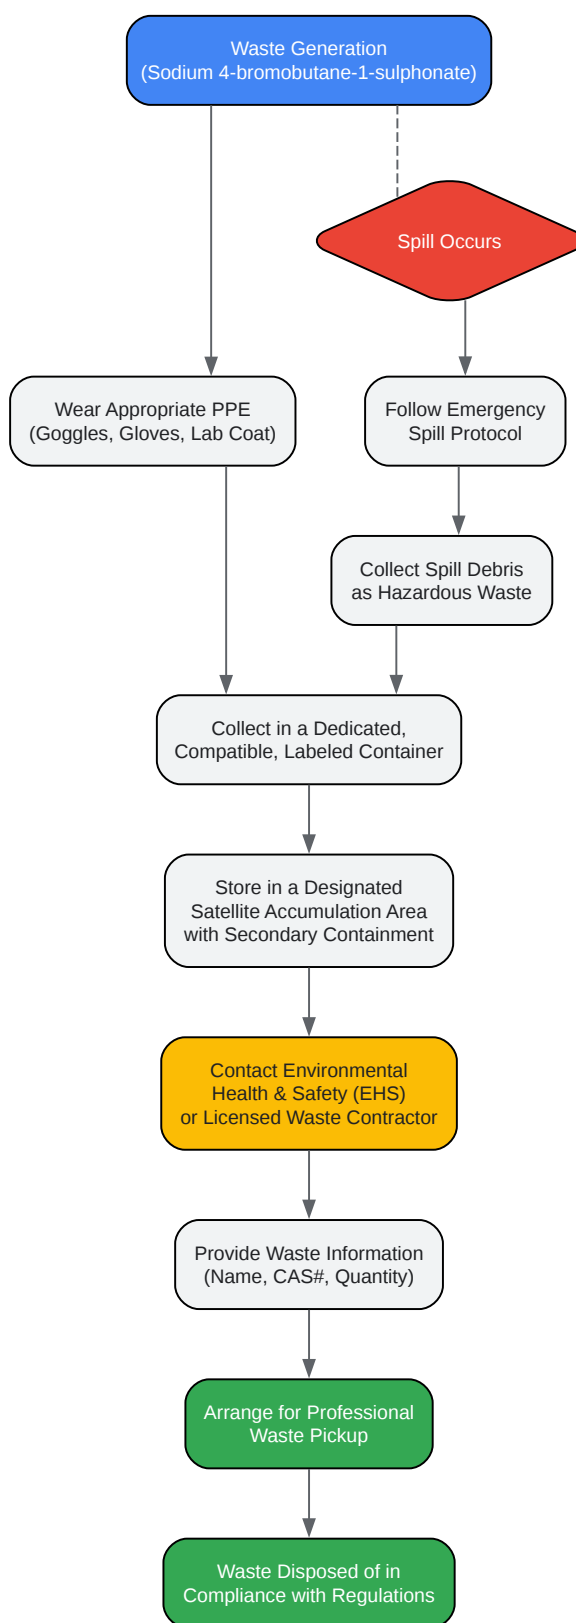 Waste Generation
(Sodium 4-bromobutane-1-sulphonate)
Spill Occurs
Wear Appropriate PPE
(Goggles, Gloves, Lab Coat)
Follow Emergency
Spill Protocol
Collect Spill Debris
as Hazardous Waste
Collect in a Dedicated,
Compatible, Labeled Container
Store in a Designated
Satellite Accumulation Area
with Secondary Containment
Contact Environmental
Health & Safety (EHS)
or Licensed Waste Contractor
Provide Waste Information
(Name, CAS#, Quantity)
Arrange for Professional
Waste Pickup
Waste Disposed of in
Compliance with Regulations